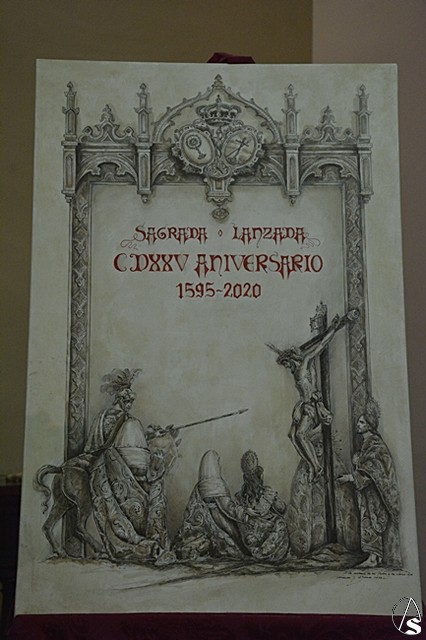 SAGRADA ◊ LANZADA
CDXXV ANIVERSARIO
1595-2020